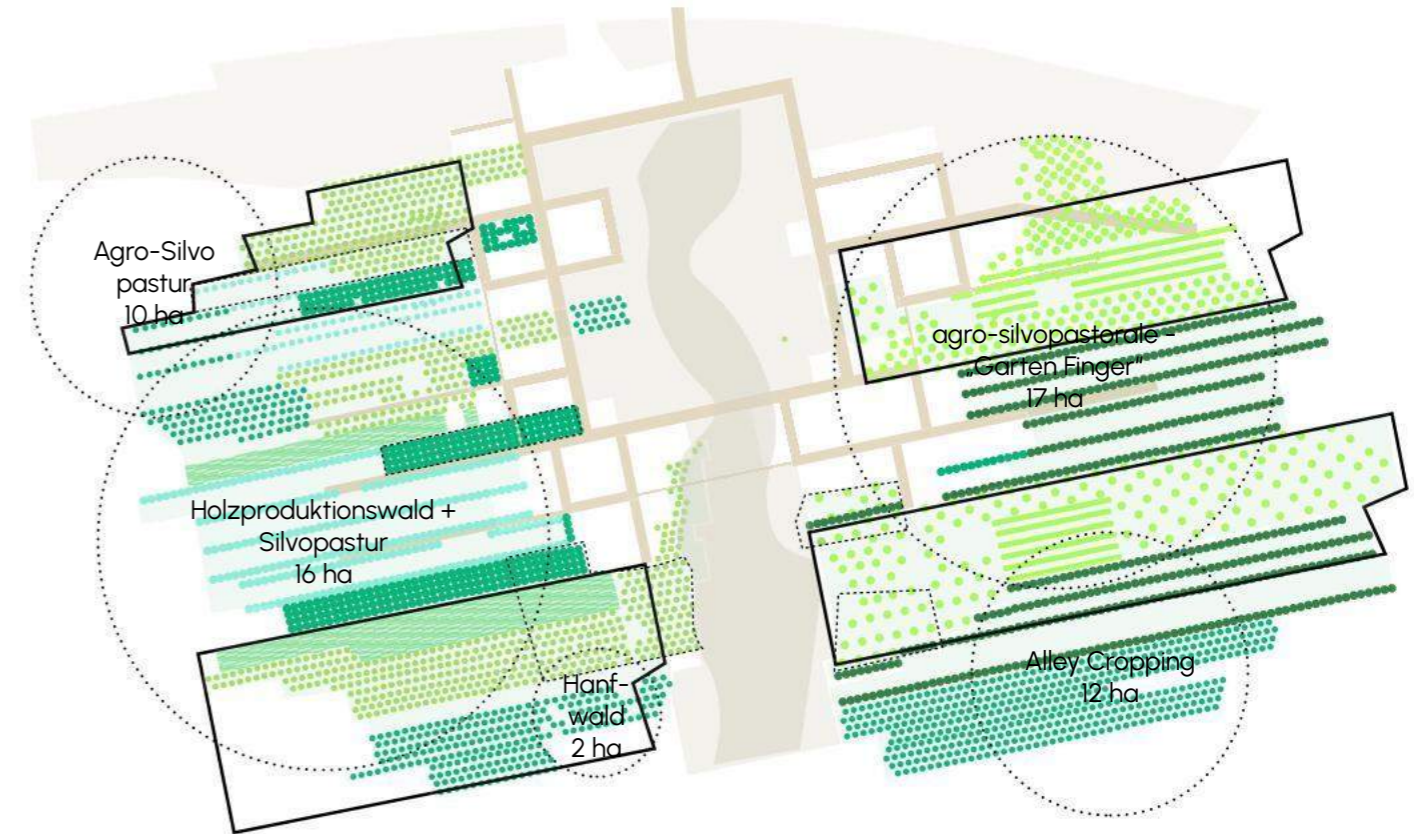 Agro-Silvo
pastur
10 ha
agro-silvopastorale -
„Garten Finger“
17 ha
Holzproduktionswald +
Silvopastur
16 ha
Hanf-
wald
2 ha
Alley Cropping
12 ha